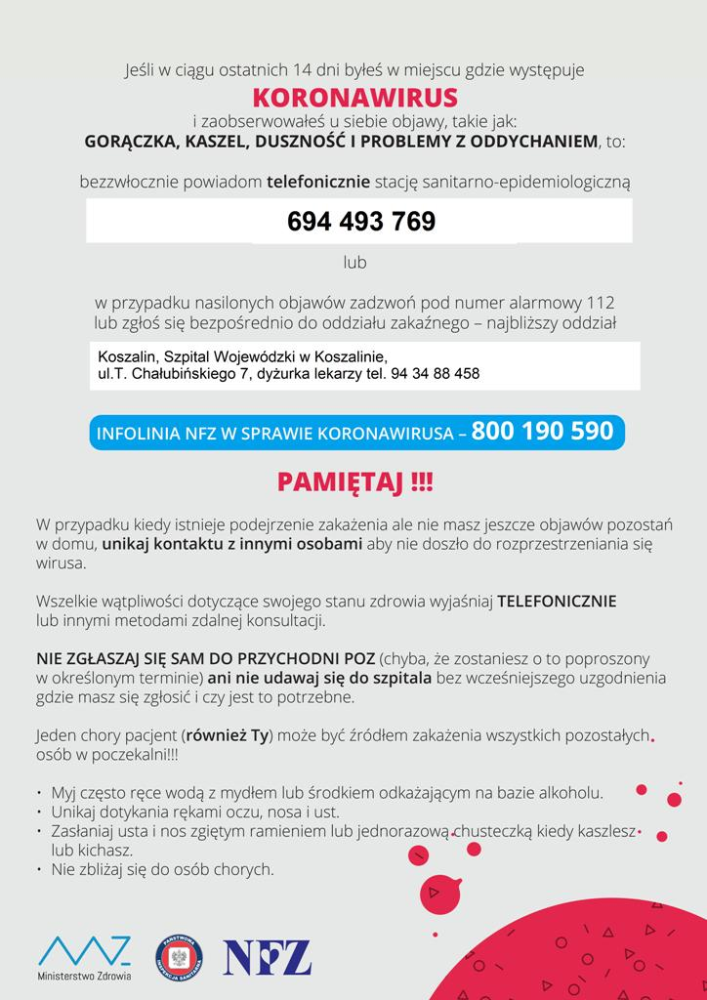 Jeśli w ciągu ostatnich 14 dni byłeś w miejscu gdzie występuje
KORONAWIRUS
i zaobserwowałeś u siebie objawy, takie jak:
GORĄCZKA, KASZEL, DUSZNOŚĆ I PROBLEMY Z ODDYCHANIEM, to:
bezzwłocznie powiadom telefonicznie stację sanitarno-epidemiologiczną
694 493 769
lub
w przypadku nasilonych objawów zadzwoń pod numer alarmowy 112
lub zgłoś się bezpośrednio do oddziału zakaźnego – najbliższy oddział
Koszalin, Szpital Wojewódzki w Koszalinie,
ul.T. Chałubińskiego 7, dyżurka lekarzy tel. 94 34 88 458
INFOLINIA NFZ W SPRAWIE KORONAWIRUSA – 800 190 590
PAMIĘTAJ !!!
W przypadku kiedy istnieje podejrzenie zakażenia ale nie masz jeszcze objawów pozostań
w domu, unikaj kontaktu z innymi osobami aby nie doszło do rozprzestrzeniania się
wirusa.
Wszelkie wątpliwości dotyczące swojego stanu zdrowia wyjaśniaj TELEFONICZNIE
lub innymi metodami zdalnej konsultacji.
NIE ZGŁASZAJ SIĘ SAM DO PRZYCHODNI POZ (chyba, że zostaniesz o to poproszony
w określonym terminie) ani nie udawaj się do szpitala bez wcześniejszego uzgodnienia
gdzie masz się zgłosić i czy jest to potrzebne.
Jeden chory pacjent (również Ty) może być źródłem zakażenia wszystkich pozostałych
osób w poczekalni!!!
• Myj często ręce wodą z mydłem lub środkiem odkażającym na bazie alkoholu.
• Unikaj dotykania rękami oczu, nosa i ust.
• Zasłaniaj usta i nos zgiętym ramieniem lub jednorazową chusteczką kiedy kaszlesz
lub kichasz.
• Nie zbliżaj się do osób chorych.
Ministerstwo Zdrowia
PAŃSTWOWA INSPEKCJA SANITARNA
NFZ